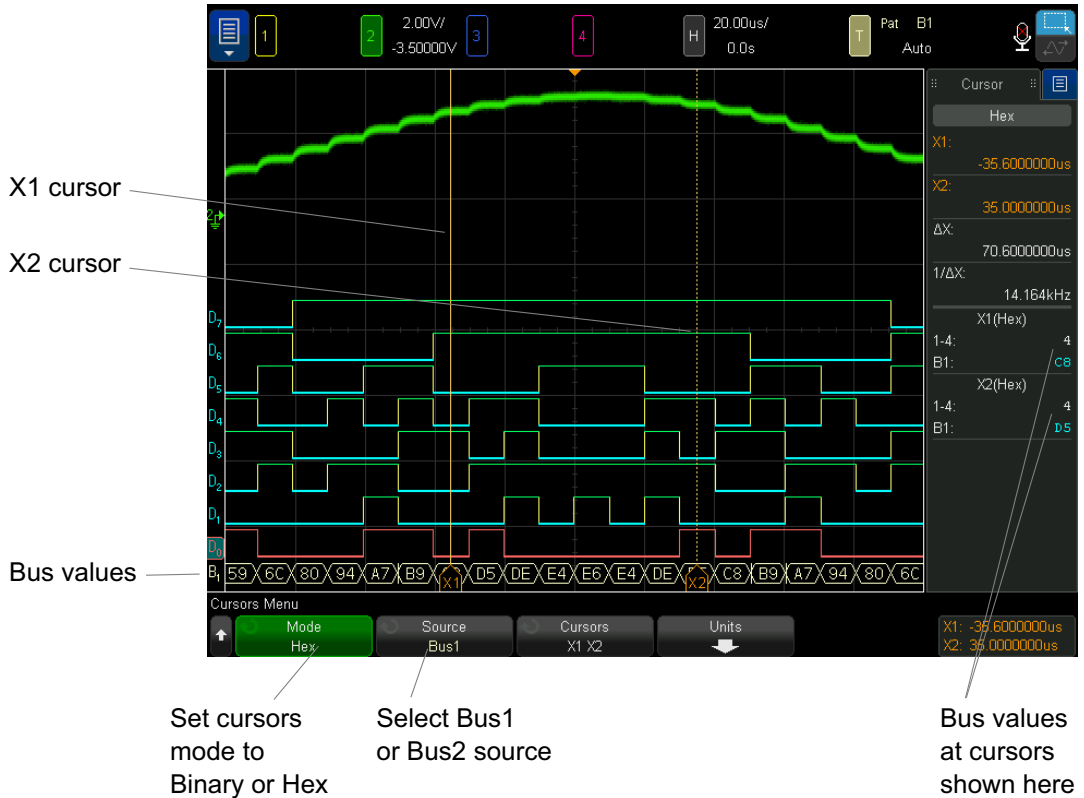 1
2
2.00V/
-3.50000V
3
4
H
20.00us/
0.0s
T
Pat B1
Auto
Cursor
Hex
X1:
-35.6000000us
X2:
35.0000000us
ΔX:
70.6000000us
1/ΔX:
14.164kHz
X1(Hex)
1-4: 4
B1: C8
X2(Hex)
1-4: 4
B1: D5
X1 cursor
2
X2 cursor
D7
D6
D5
D4
D3
D2
D1
D0
Bus values
B1 59 6C 80 94 A7 B9 X1 D5 DE E4 E6 E4 DE X2 C8 B9 A7 94 80 6C
Cursors Menu
Mode
Hex
Source
Bus1
Cursors
X1 X2
Units
X1: -35.6000000us
X2: 35.0000000us
Set cursors
mode to
Binary or Hex
Select Bus1
or Bus2 source
Bus values
at cursors
shown here